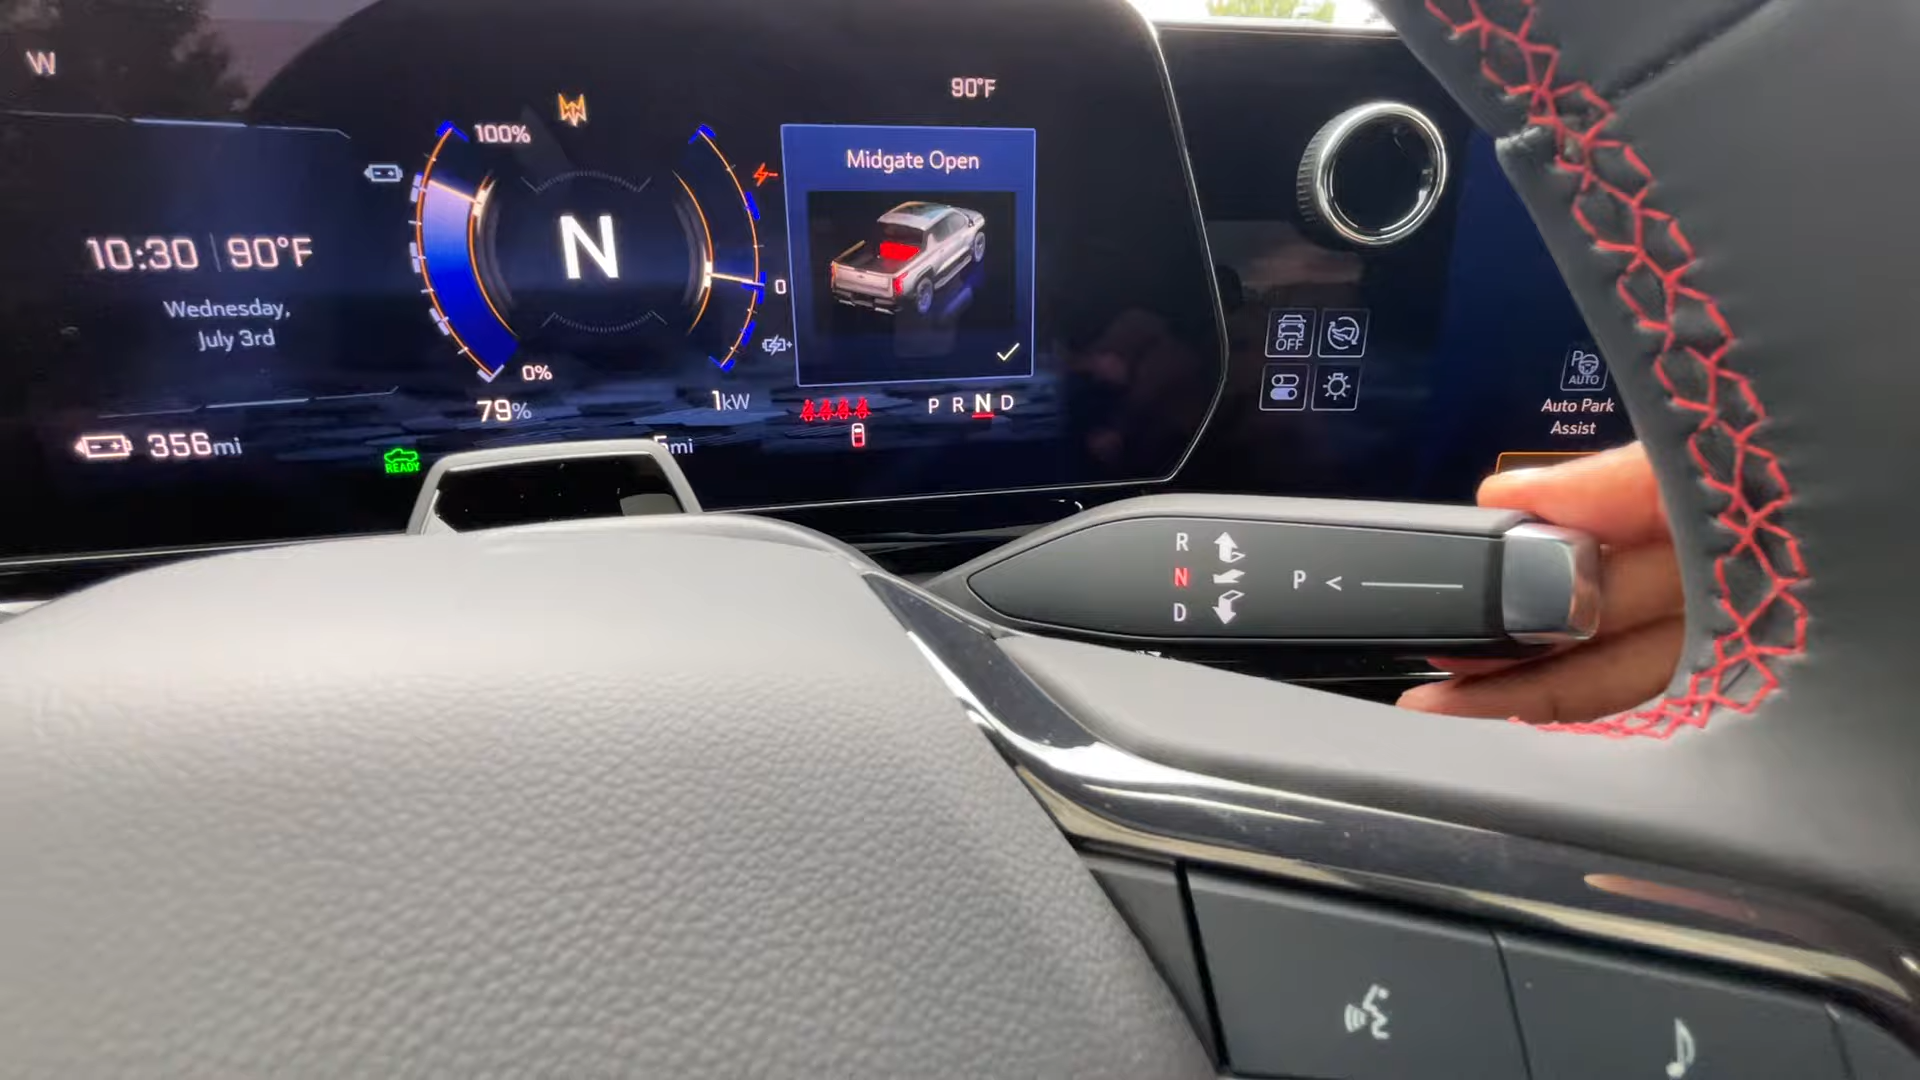 W
90°F
100%
Midgate Open
10:30 90°F
N
Wednesday,
July 3rd
0
0%
79%
1kW
P R N D
356mi
READY
5mi
OFF
P
AUTO
Auto Park
Assist
R
N
D
P <